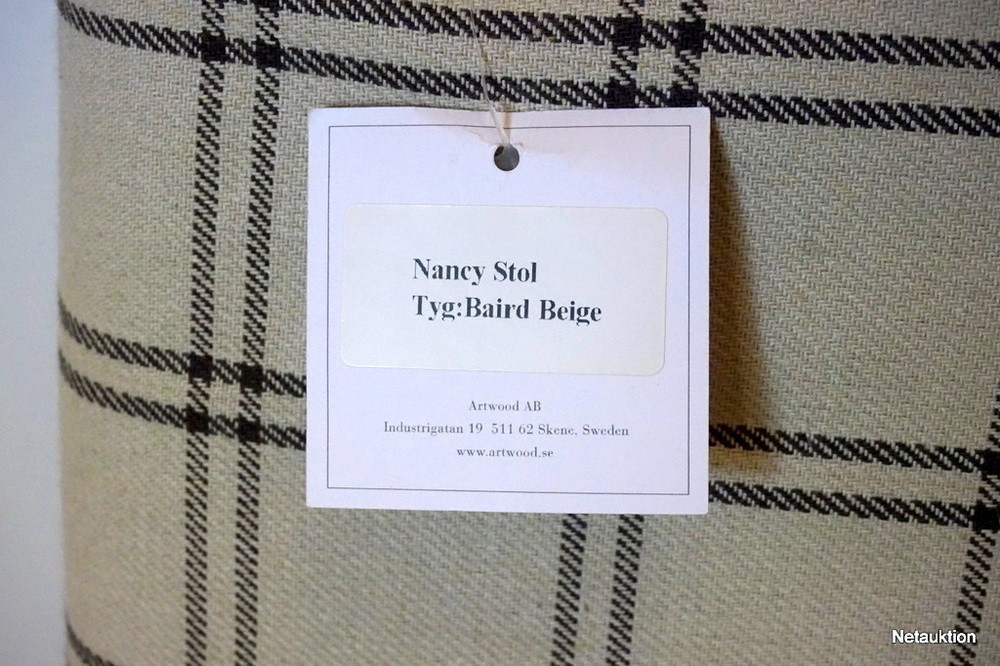 Nancy Stol
Tyg:Baird Beige
Artwood AB
Industrigatan 19 511 62 Skene, Sweden
www.artwood.se
Netauktion